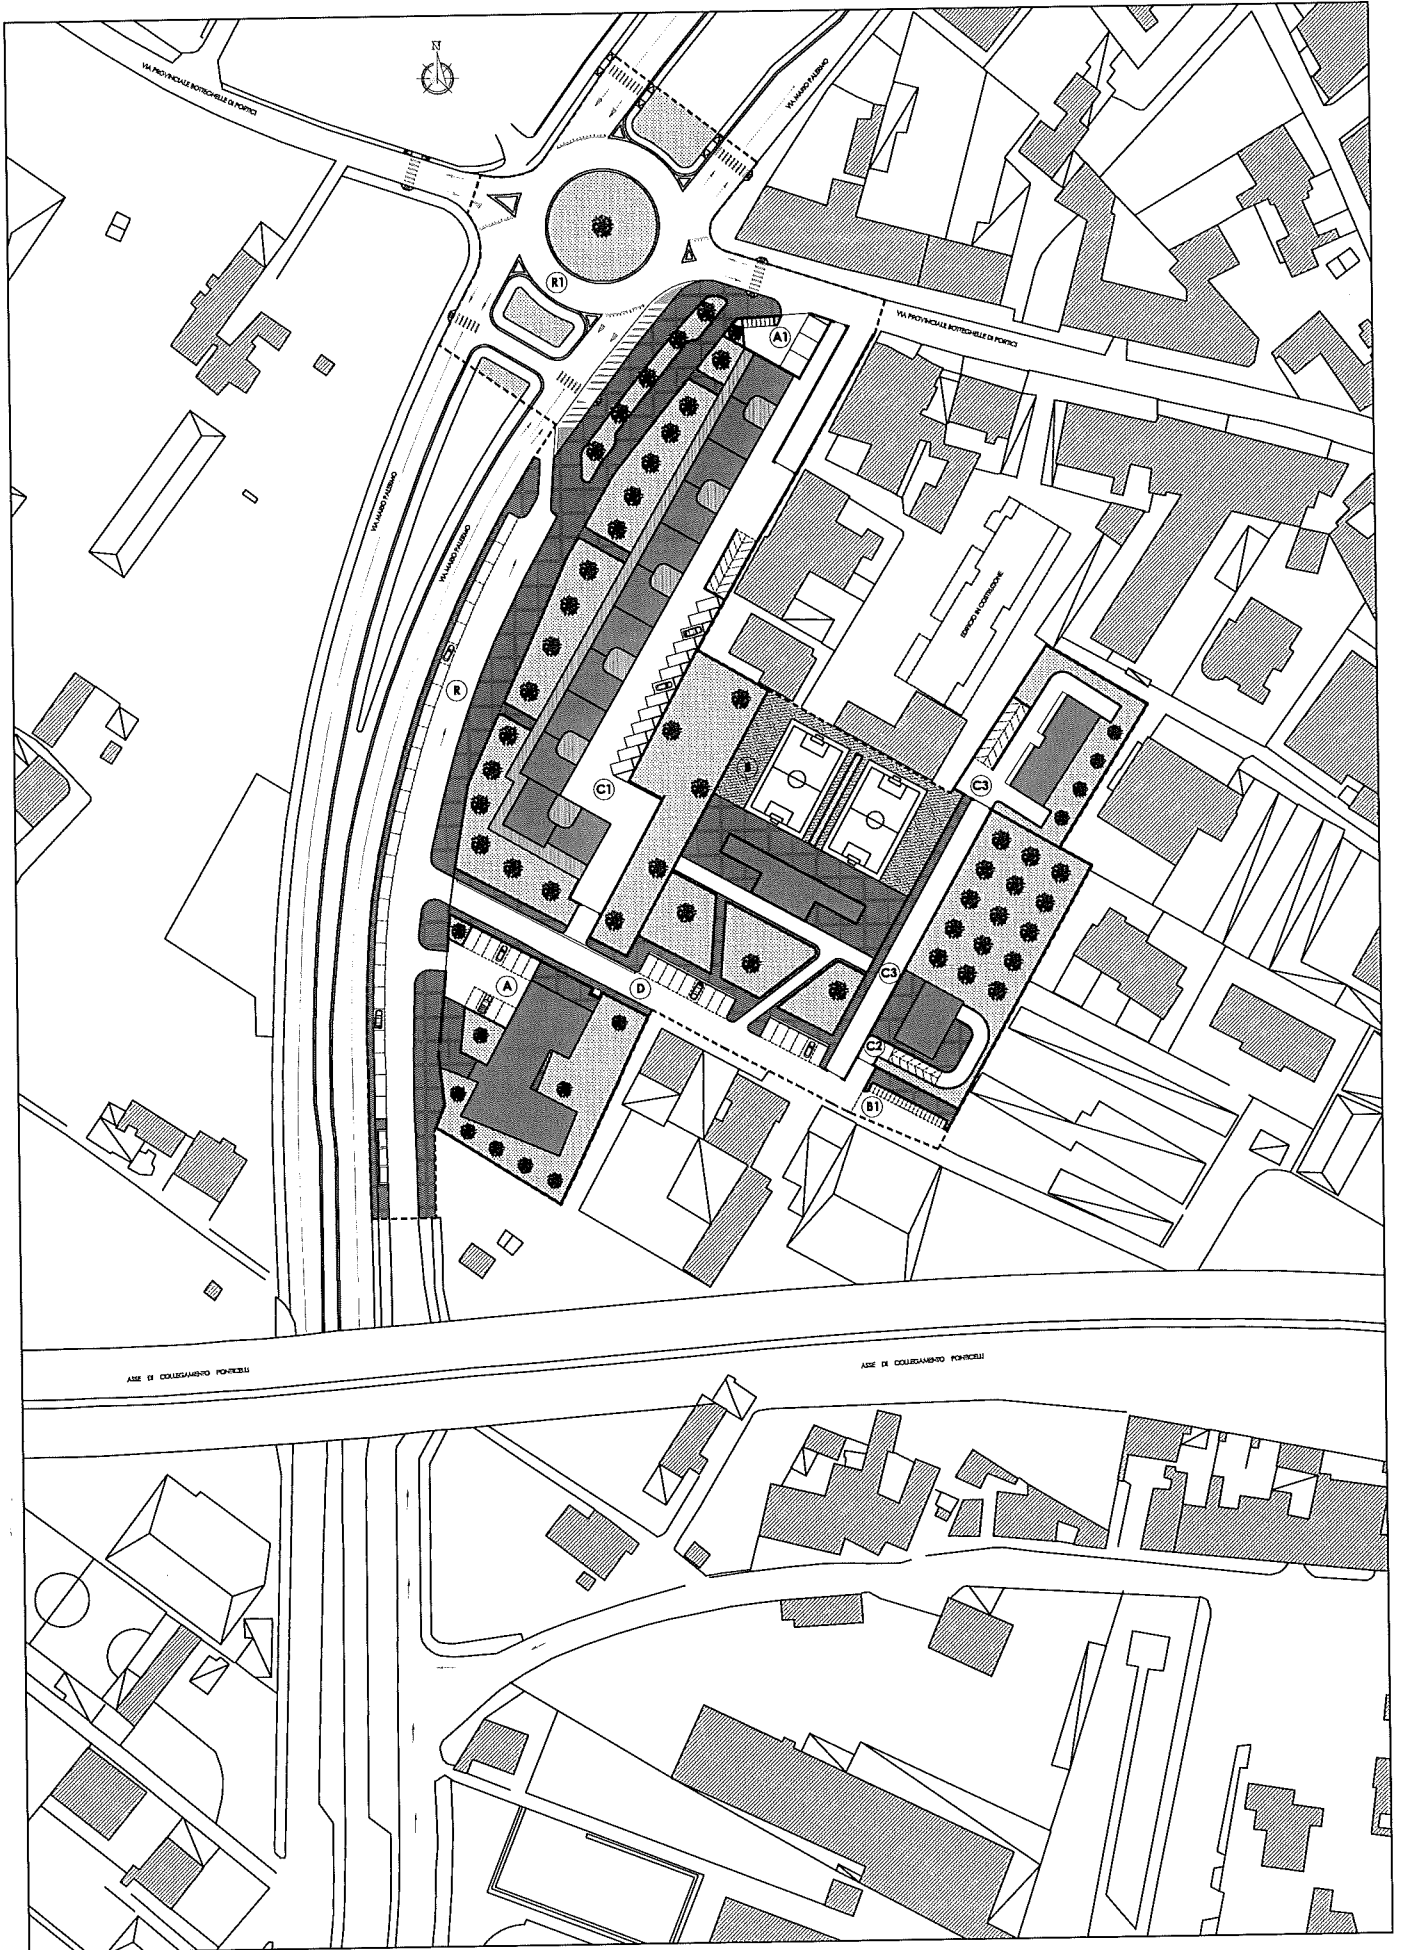 N
VIA PROVINCIALE BOTTEGHELLE DI PORTICI
VIA MARIO PALERMO
R1
A1
VIA PROVINCIALE BOTTEGHELLE DI PORTICI
VIA MARIO PALERMO
VIA MARIO PALERMO
EDIFICIO IN COSTRUZIONE
R
B
C1
C3
C3
A
D
C2
B1
ASSE DI COLLEGAMENTO PONTICELLI
ASSE DI COLLEGAMENTO PONTICELLI